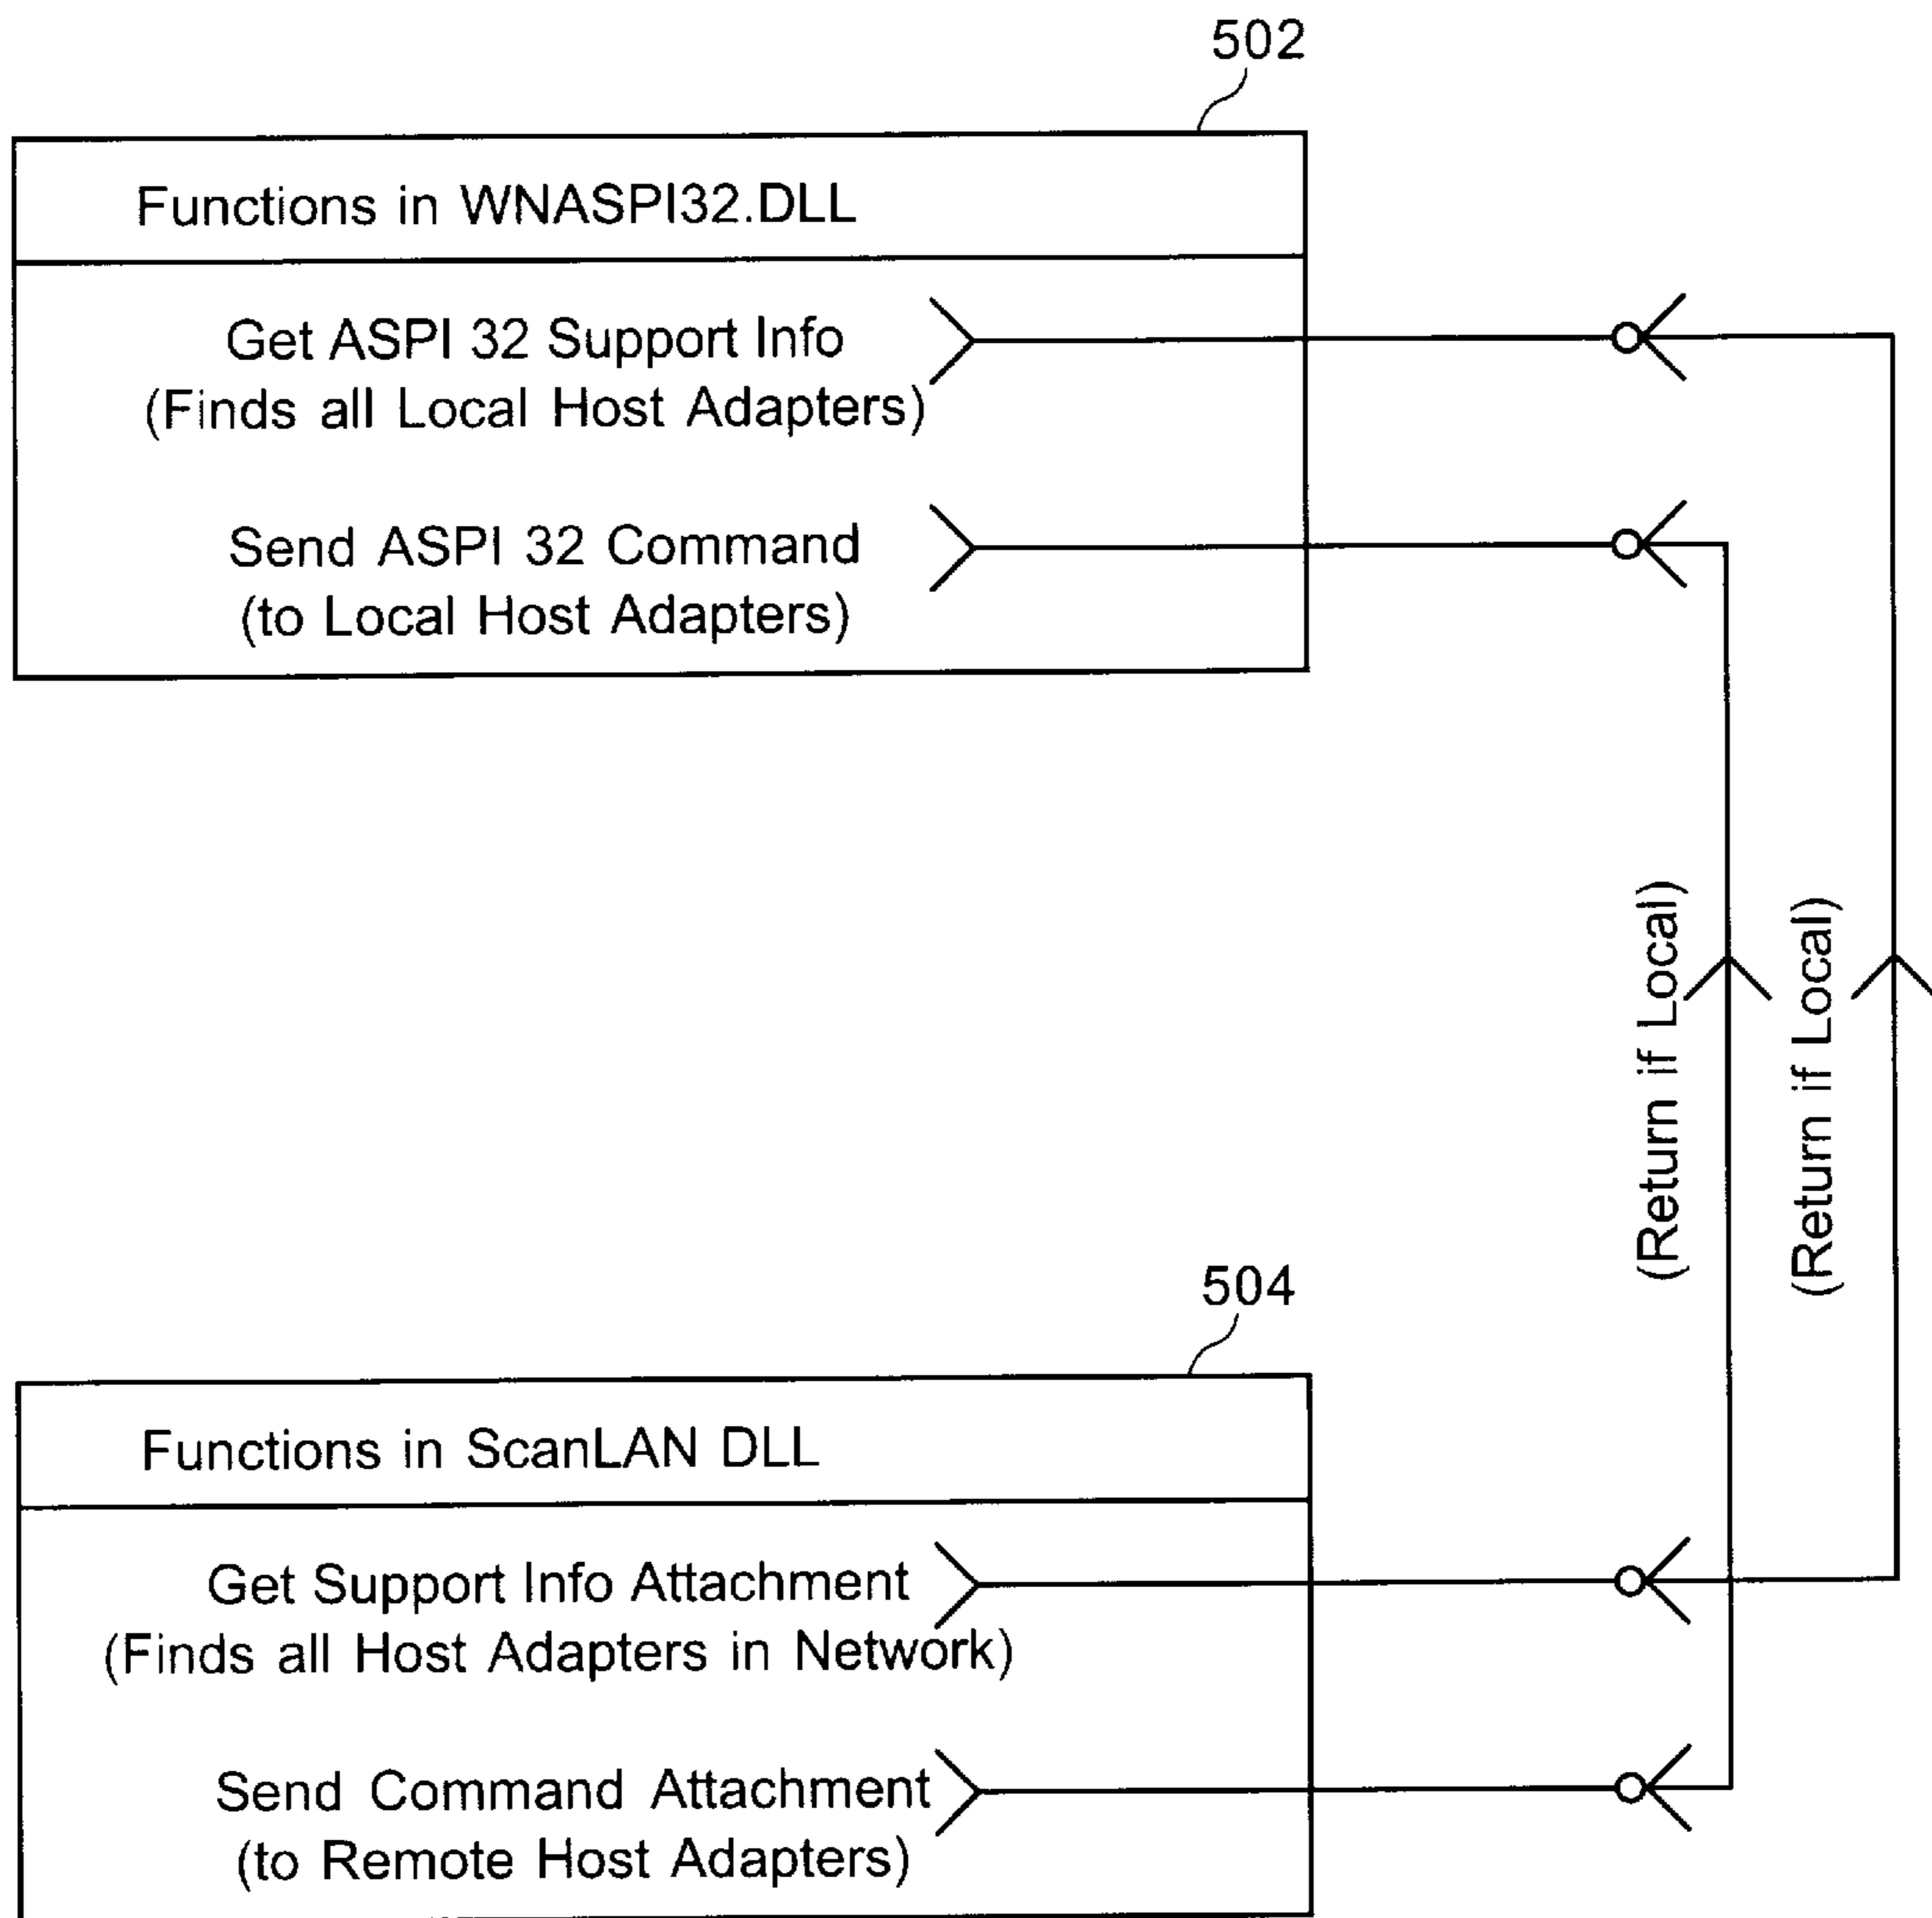 502
Functions in WNASPI32.DLL
Get ASPI 32 Support Info
(Finds all Local Host Adapters)
Send ASPI 32 Command
(to Local Host Adapters)
(Return if Local)
(Return if Local)
504
Functions in ScanLAN DLL
Get Support Info Attachment
(Finds all Host Adapters in Network)
Send Command Attachment
(to Remote Host Adapters)